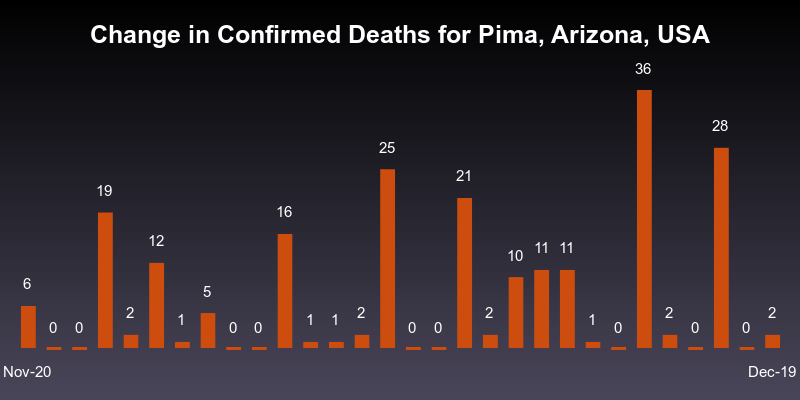 Change in Confirmed Deaths for Pima, Arizona, USA
6 0 0 19 2 12 1 5 0 0 16 1 1 2 25 0 0 21 2 10 11 11 1 0 36 2 0 28 0 2
Nov-20 Dec-19